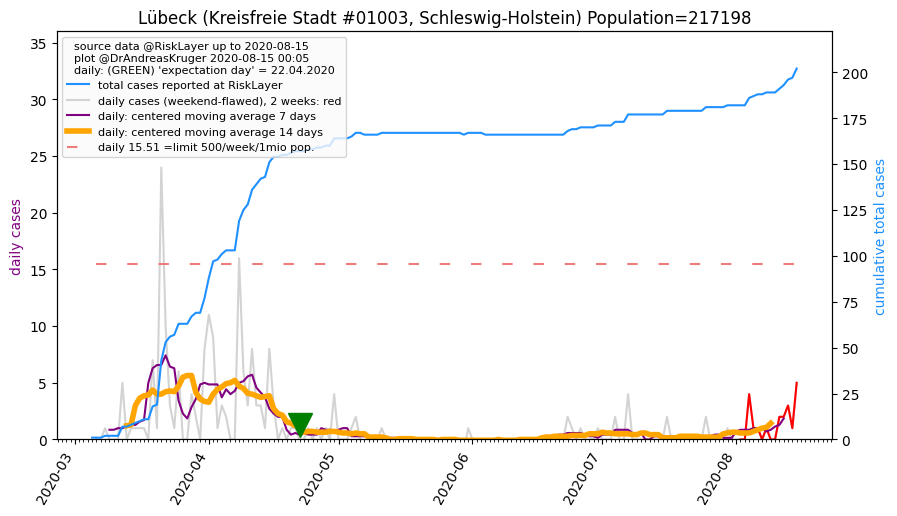 Lübeck (Kreisfreie Stadt #01003, Schleswig-Holstein) Population=217198
source data @RiskLayer up to 2020-08-15
plot @DrAndreasKruger 2020-08-15 00:05
daily: (GREEN) 'expectation day' = 22.04.2020
total cases reported at RiskLayer
daily cases (weekend-flawed), 2 weeks: red
daily: centered moving average 7 days
daily: centered moving average 14 days
daily 15.51 =limit 500/week/1mio pop.
daily cases
35
30
25
20
15
10
5
0
cumulative total cases
200
175
150
125
100
75
50
25
0
2020-03
2020-04
2020-05
2020-06
2020-07
2020-08